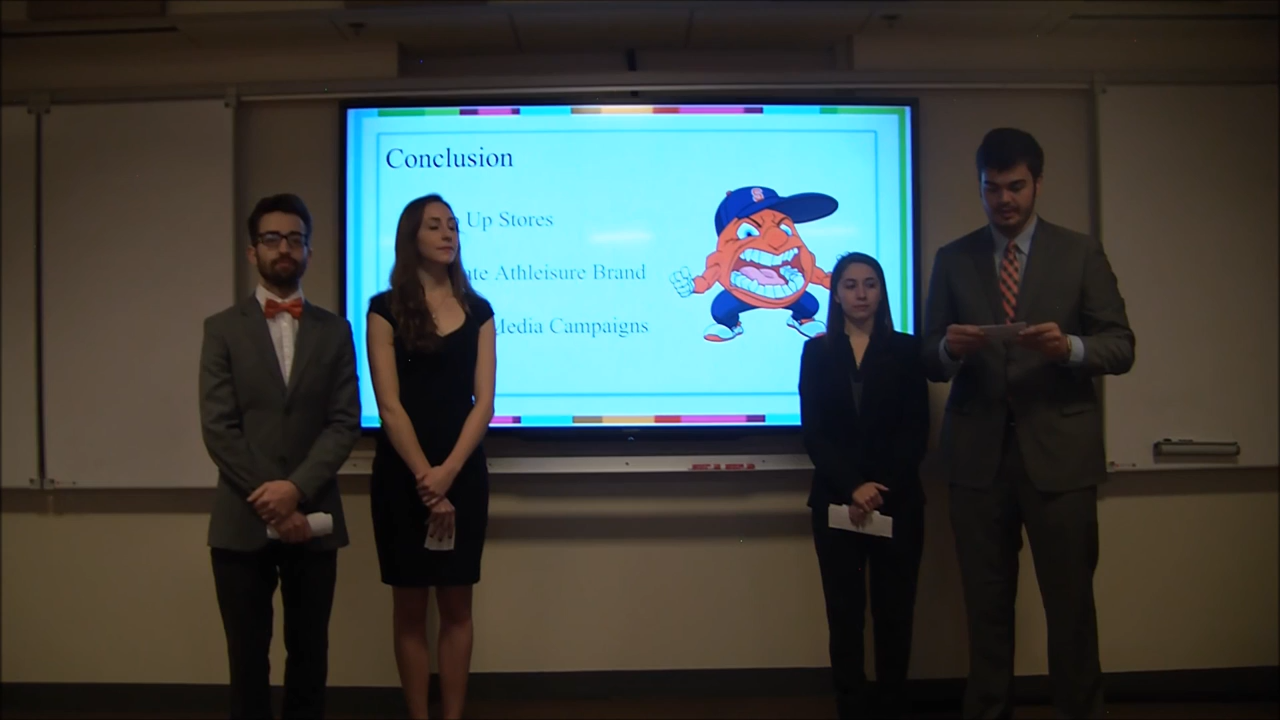 Conclusion
Up Stores
Athleisure Brand
Media Campaigns
S